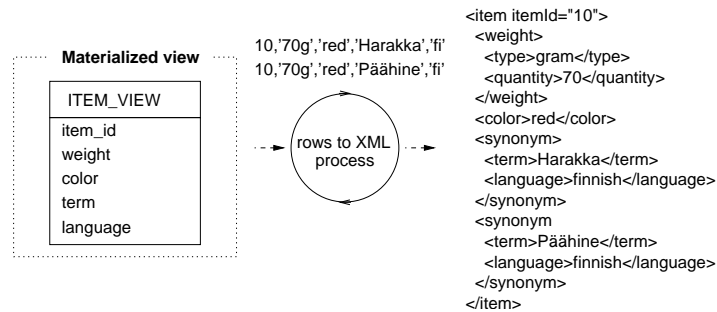 Materialized view
ITEM_VIEW
item_id
weight
color
term
language
10,'70g','red','Harakka','fi'
10,'70g','red','Päähine','fi'
rows to XML
process
<item itemId="10">
<weight>
<type>gram</type>
<quantity>70</quantity>
</weight>
<color>red</color>
<synonym>
<term>Harakka</term>
<language>finnish</language>
</synonym>
<synonym
<term>Päähine</term>
<language>finnish</language>
</synonym>
</item>